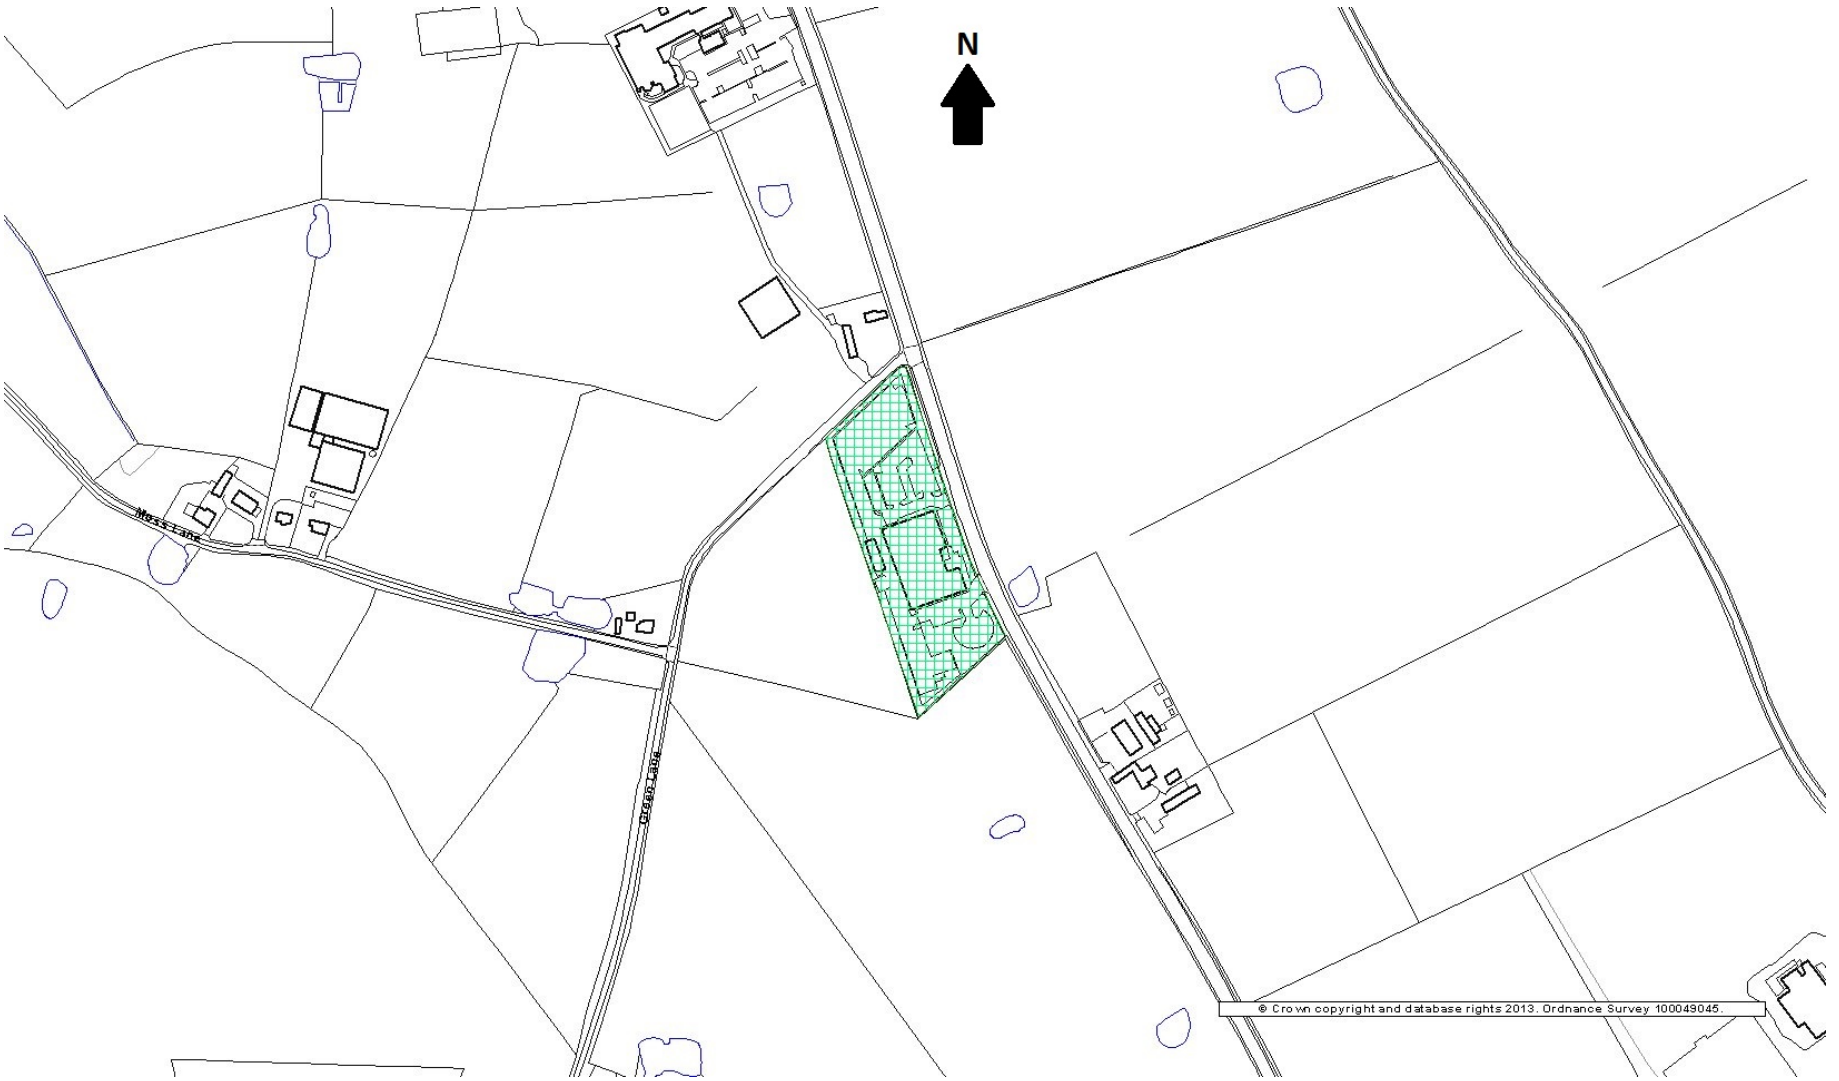 N
Moss Lane
Green Lane
© Crown copyright and database rights 2013. Ordnance Survey 100049045.